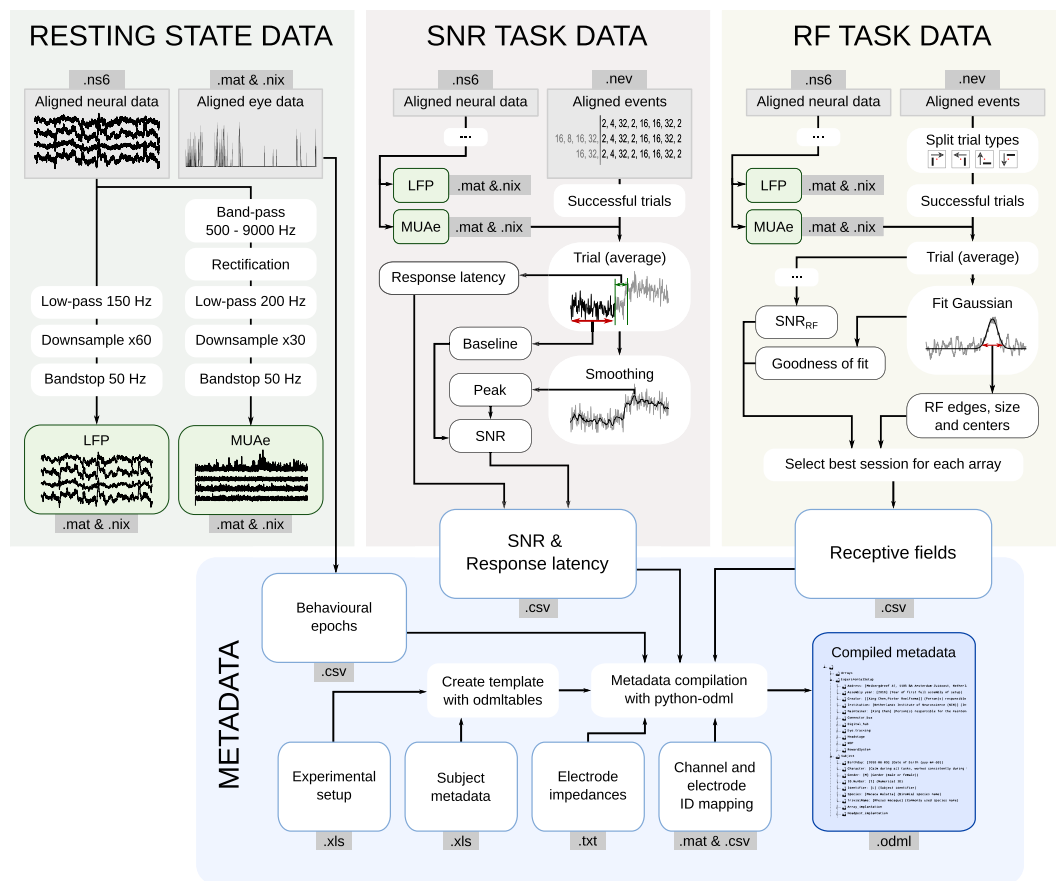 RESTING STATE DATA
.ns6
.mat & .nix
Aligned neural data
Aligned eye data
Band-pass
500 - 9000 Hz
Rectification
Low-pass 150 Hz
Low-pass 200 Hz
Downsample x60
Downsample x30
Bandstop 50 Hz
Bandstop 50 Hz
LFP
MUAe
.mat & .nix
.mat & .nix
SNR TASK DATA
.ns6
.nev
Aligned neural data
Aligned events
...
2, 4, 32, 2, 16, 16, 32, 2
16, 8, 16, 32, 2, 4, 32, 2, 16, 16, 32, 2
16, 32, 2, 4, 32, 2, 16, 16, 32, 2
LFP
.mat &.nix
MUAe
.mat & .nix
Successful trials
Trial (average)
Response latency
Baseline
Smoothing
Peak
SNR
SNR &
Response latency
.csv
RF TASK DATA
.ns6
.nev
Aligned neural data
Aligned events
...
Split trial types
LFP
.mat & .nix
MUAe
.mat & .nix
Successful trials
Trial (average)
...
SNRRF
Fit Gaussian
Goodness of fit
RF edges, size
and centers
Select best session for each array
Receptive fields
.csv
METADATA
Behavioural
epochs
.csv
Create template
with odmltables
Metadata compilation
with python-odml
Experimental
setup
.xls
Subject
metadata
.xls
Electrode
impedances
.txt
Channel and
electrode
ID mapping
.mat & .csv
Compiled metadata
.odml